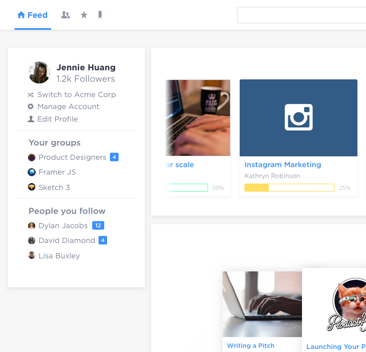 Feed
Jennie Huang
1.2k Followers
Switch to Acme Corp
Manage Account
Edit Profile
Your groups
Product Designers 4
Framer JS
Sketch 3
People you follow
Dylan Jacobs 12
David Diamond 4
Lisa Buxley
or scale
50%
Instagram Marketing
Kathryn Robinson
25%
Writing a Pitch
Launching Your P